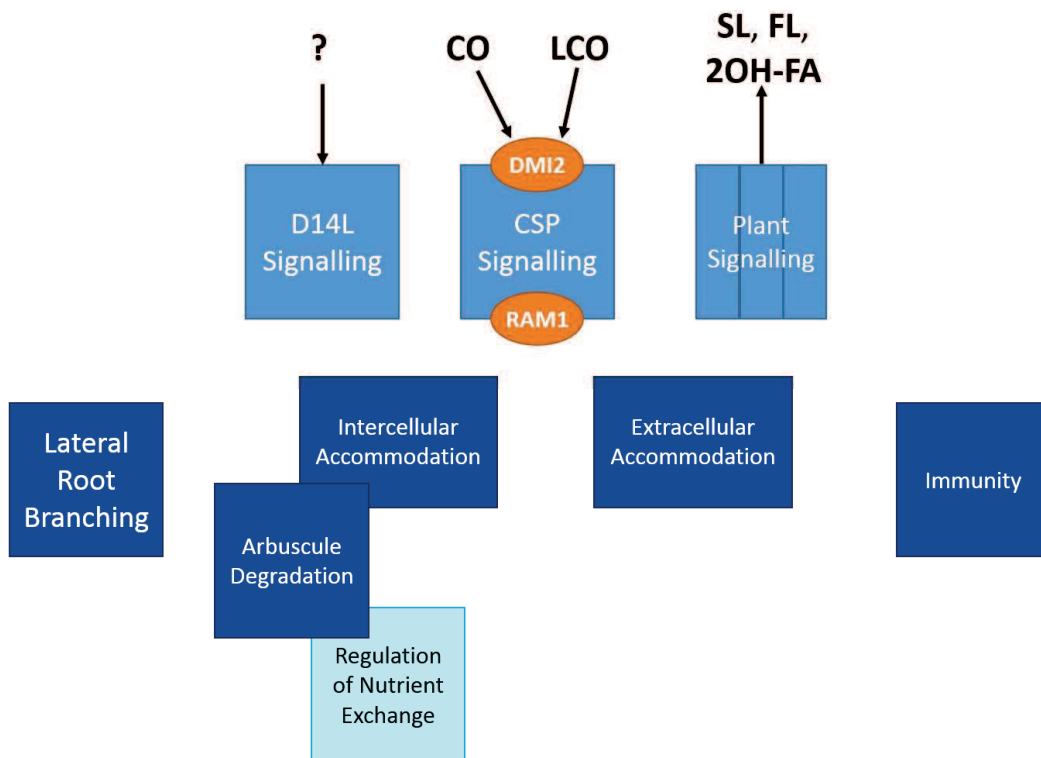 ?
CO
LCO
SL, FL,
2OH-FA
D14L
Signalling
DMI2
CSP
Signalling
RAM1
Plant
Signalling
Lateral
Root
Branching
Intercellular
Accommodation
Extracellular
Accommodation
Immunity
Arbuscule
Degradation
Regulation
of Nutrient
Exchange